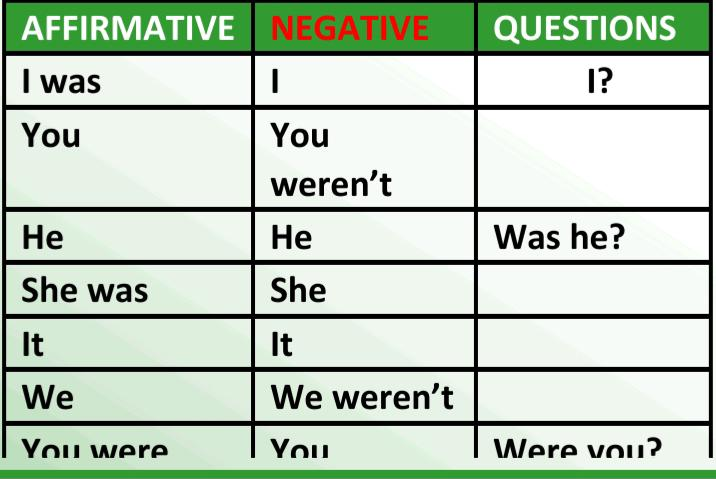 AFFIRMATIVE NEGATIVE QUESTIONS
I was I I?
You You weren’t
He He Was he?
She was She
It It
We We weren’t
You were You Were you?